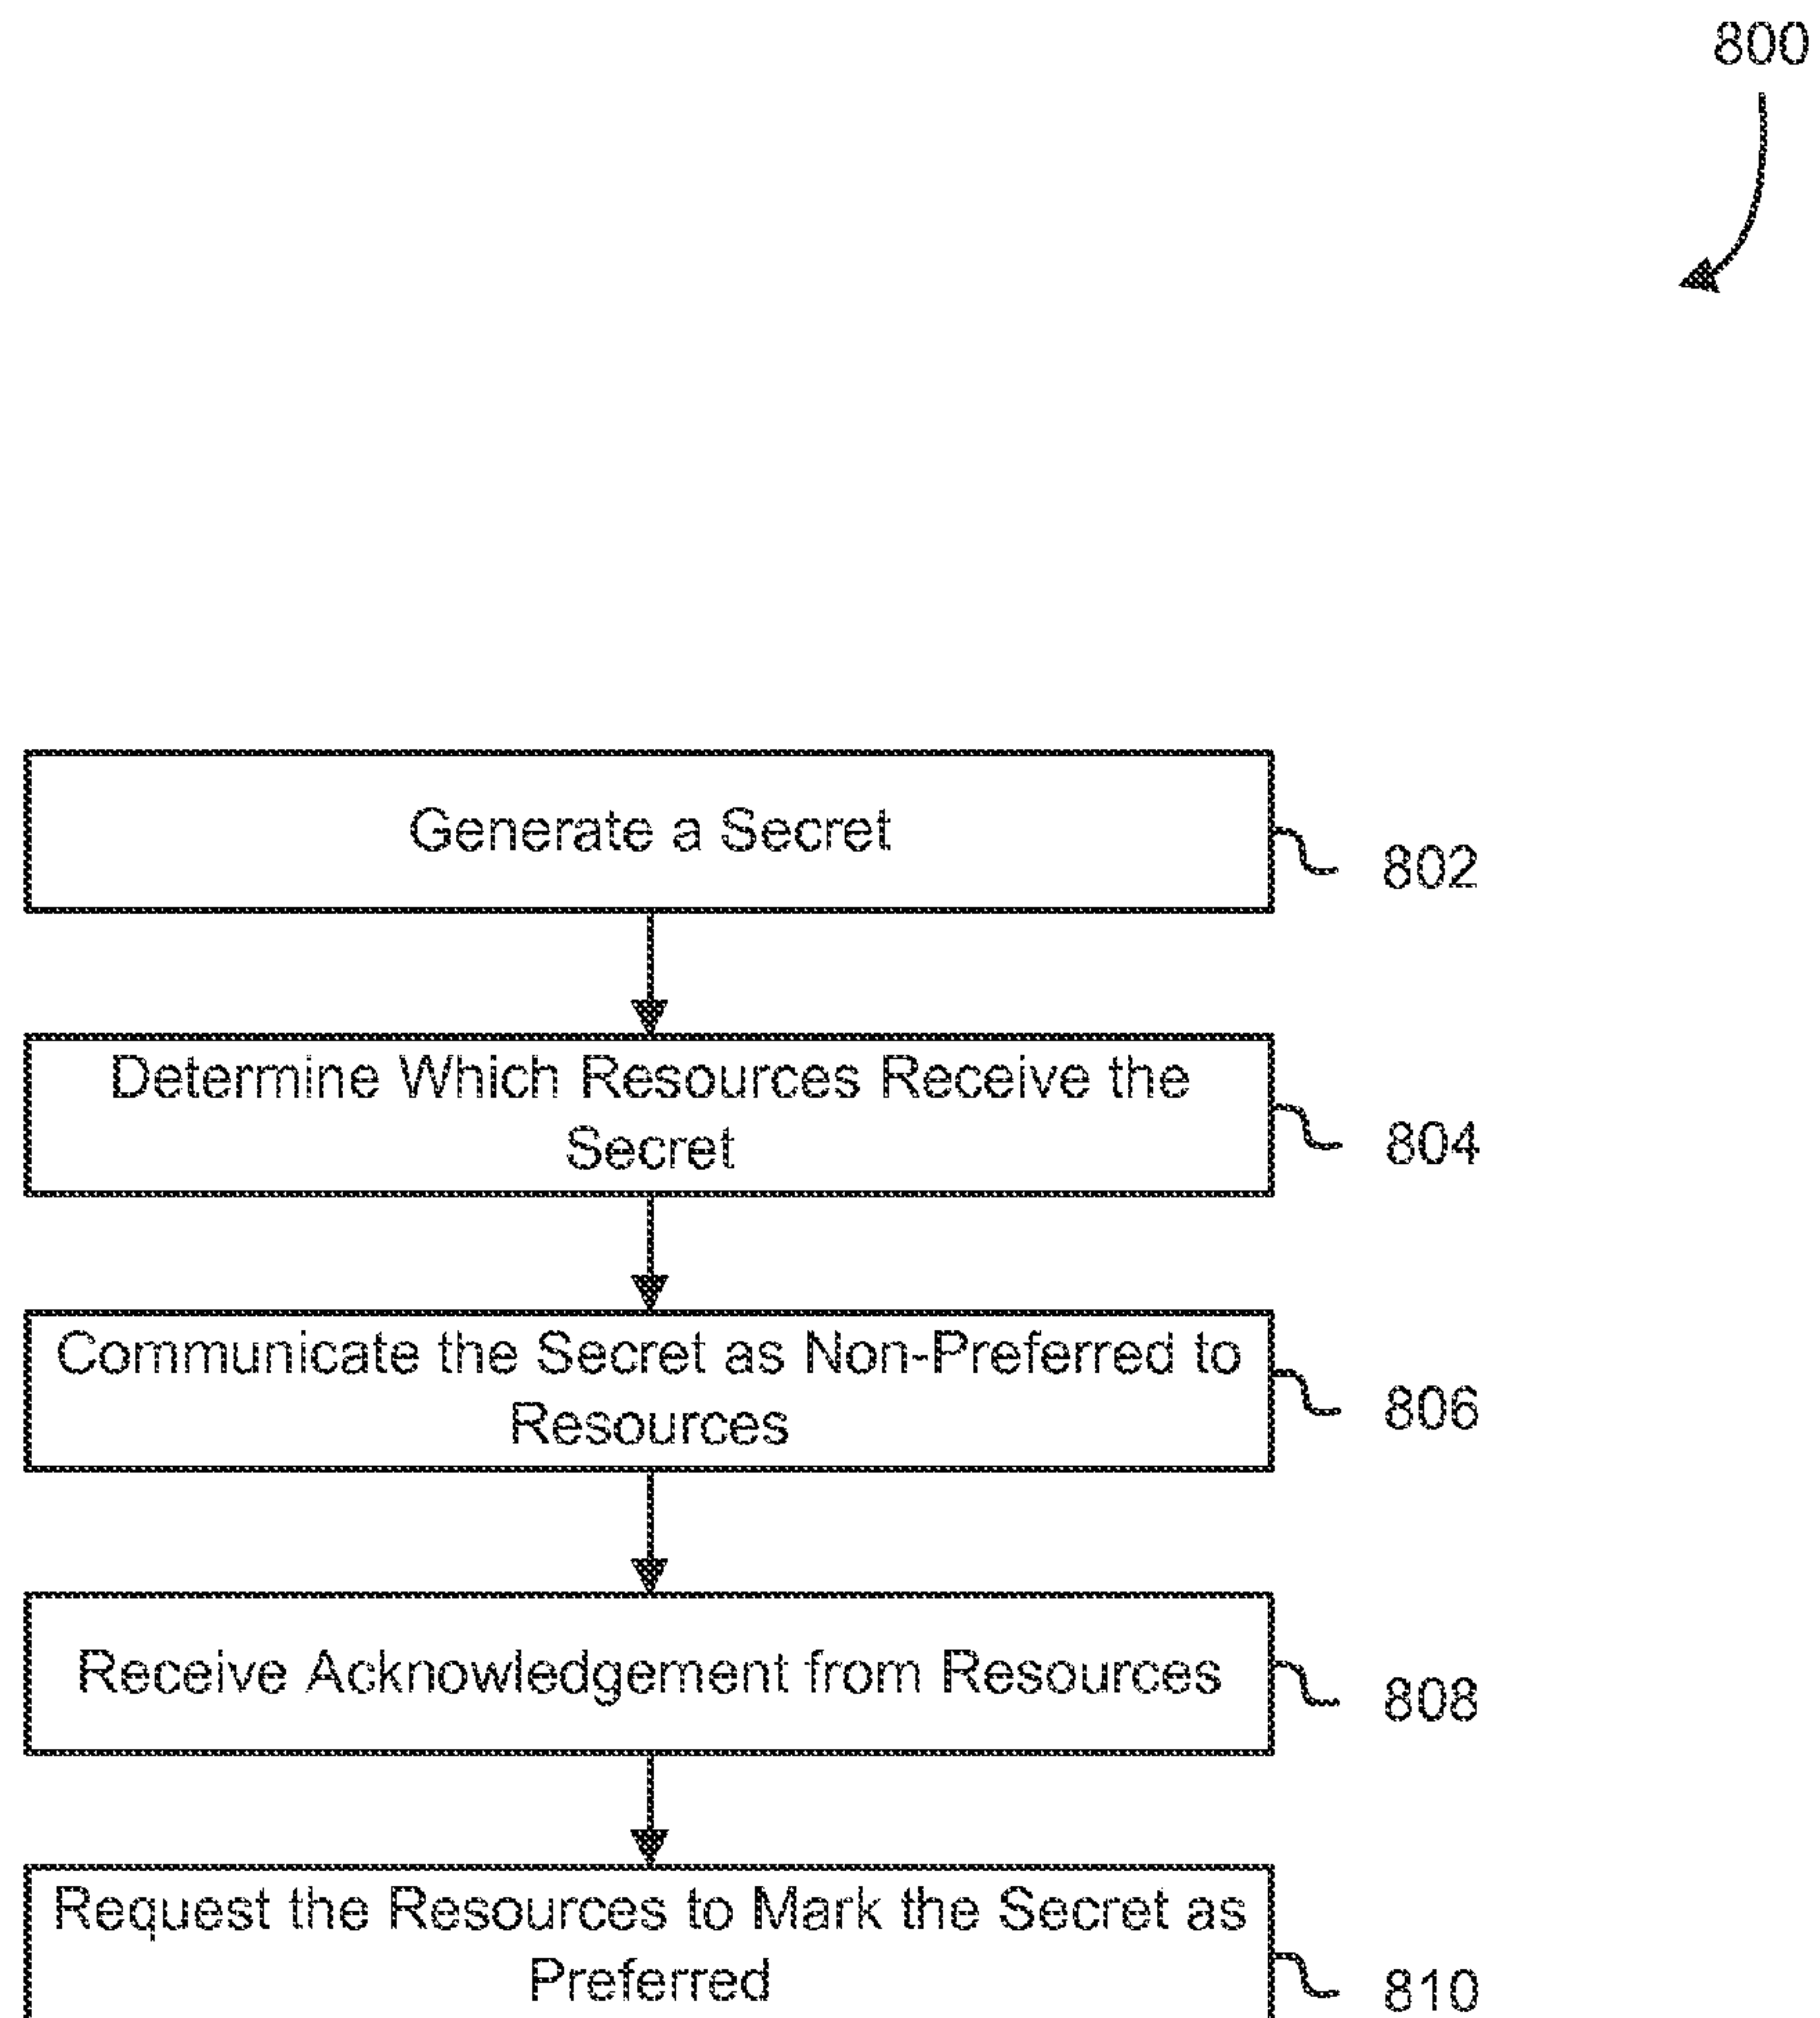 800
Generate a Secret
802
Determine Which Resources Receive the
Secret
804
Communicate the Secret as Non-Preferred to
Resources
806
Receive Acknowledgement from Resources
808
Request the Resources to Mark the Secret as
Preferred
810